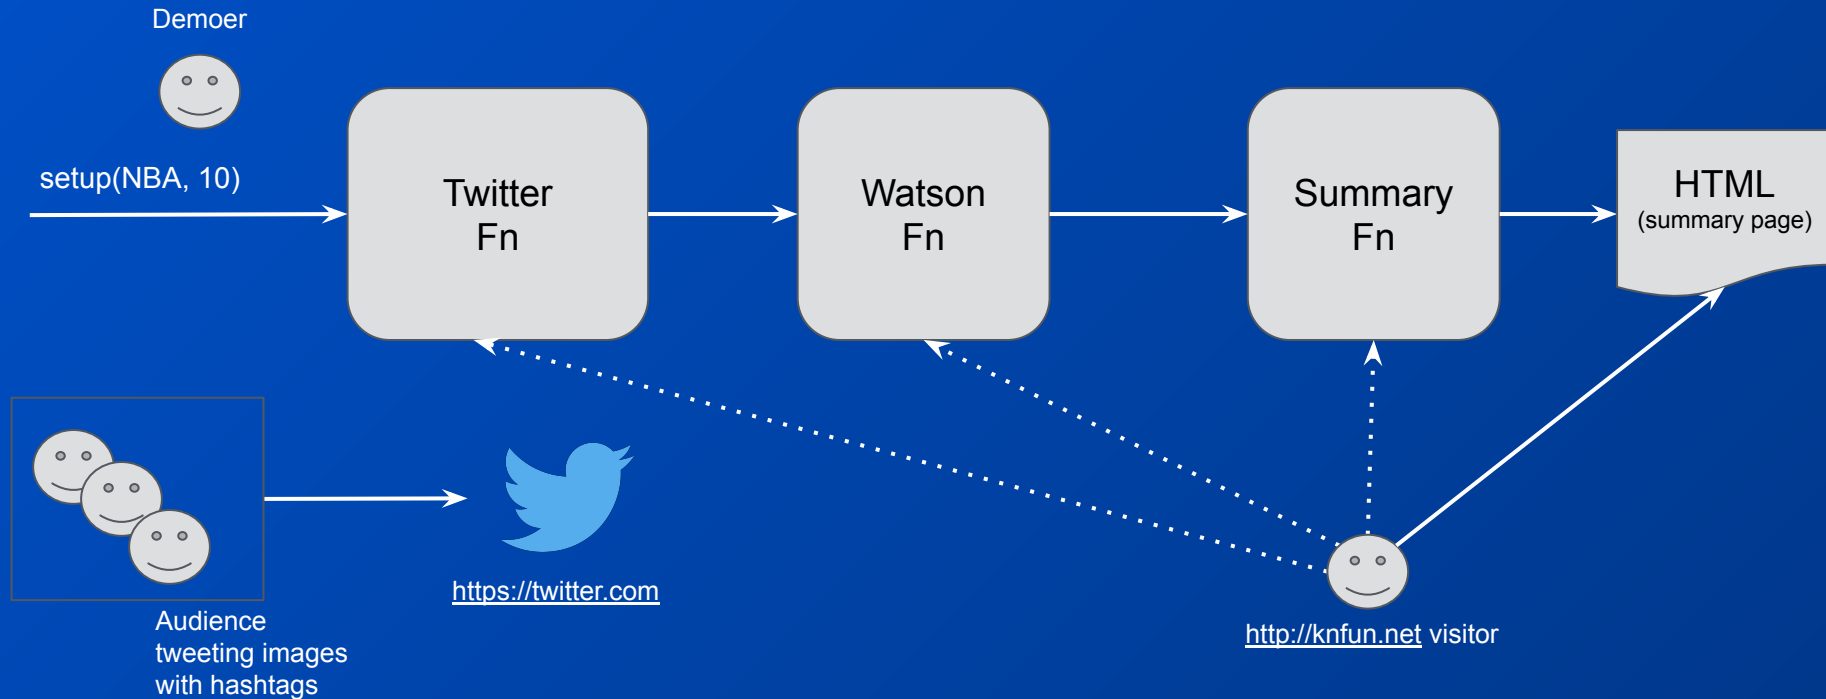 Demoer
setup(NBA, 10)
Twitter
Fn
Watson
Fn
Summary
Fn
HTML
(summary page)
https://twitter.com
Audience
tweeting images
with hashtags
http://knfun.net visitor